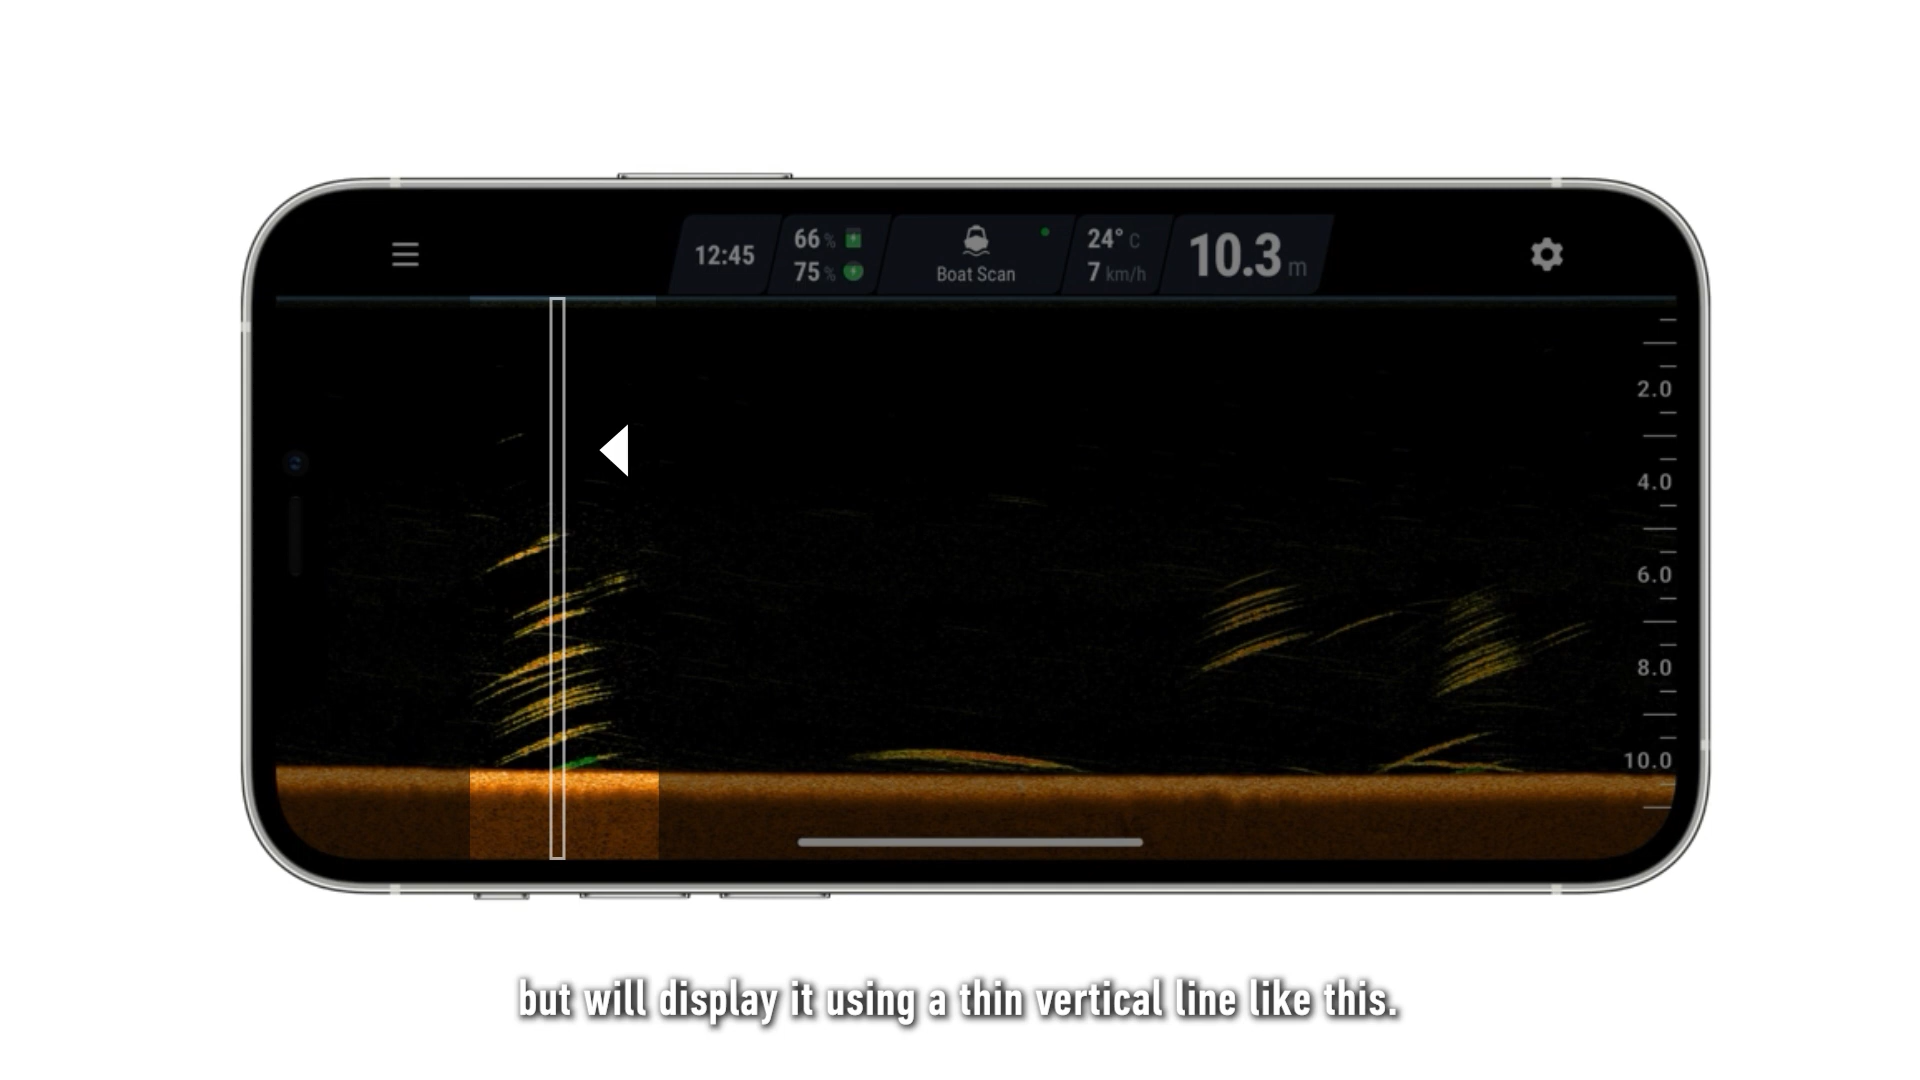 12:45
66 %
75 %
Boat Scan
24° C
7 km/h
10.3 m
2.0
4.0
6.0
8.0
10.0
but will display it using a thin vertical line like this.